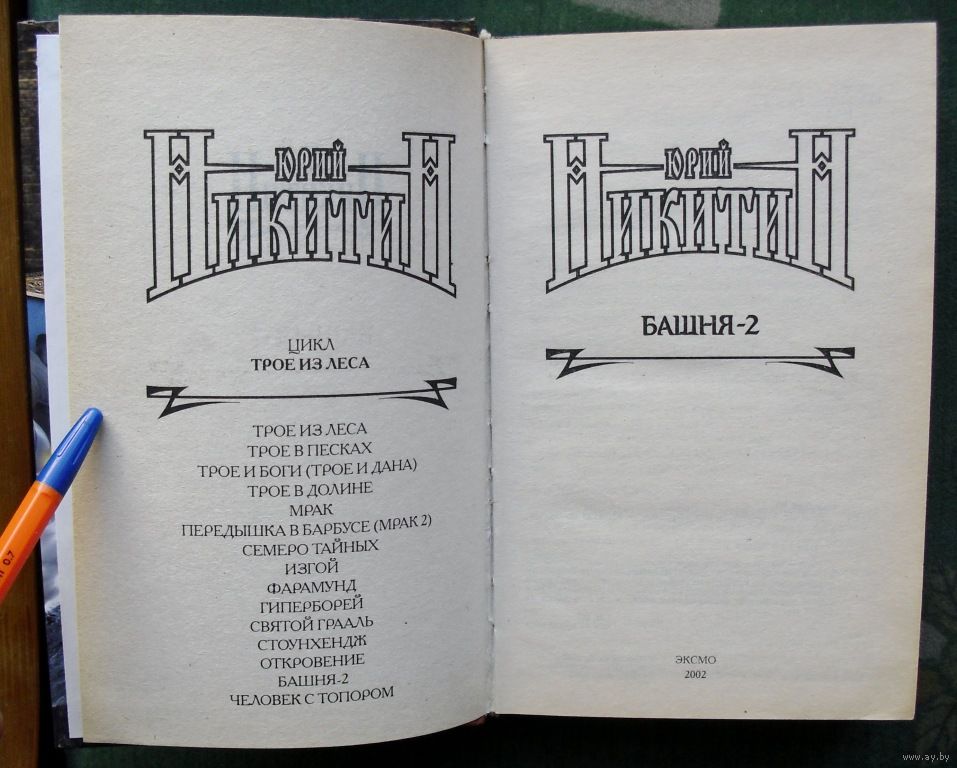 ЮРИЙ
НИКИТИН
ЦИКЛ
ТРОЕ ИЗ ЛЕСА
ТРОЕ ИЗ ЛЕСА
ТРОЕ В ПЕСКАХ
ТРОЕ И БОГИ (ТРОЕ И ДАНА)
ТРОЕ В ДОЛИНЕ
МРАК
ПЕРЕДЫШКА В БАРБУСЕ (МРАК 2)
СЕМЕРО ТАЙНЫХ
ИЗГОЙ
ФАРАМУНД
ГИПЕРБОРЕЙ
СВЯТОЙ ГРААЛЬ
СТОУНХЕНДЖ
ОТКРОВЕНИЕ
БАШНЯ-2
ЧЕЛОВЕК С ТОПОРОМ
ЮРИЙ
НИКИТИН
БАШНЯ-2
ЭКСМО
2002
0.7
www.ay.by